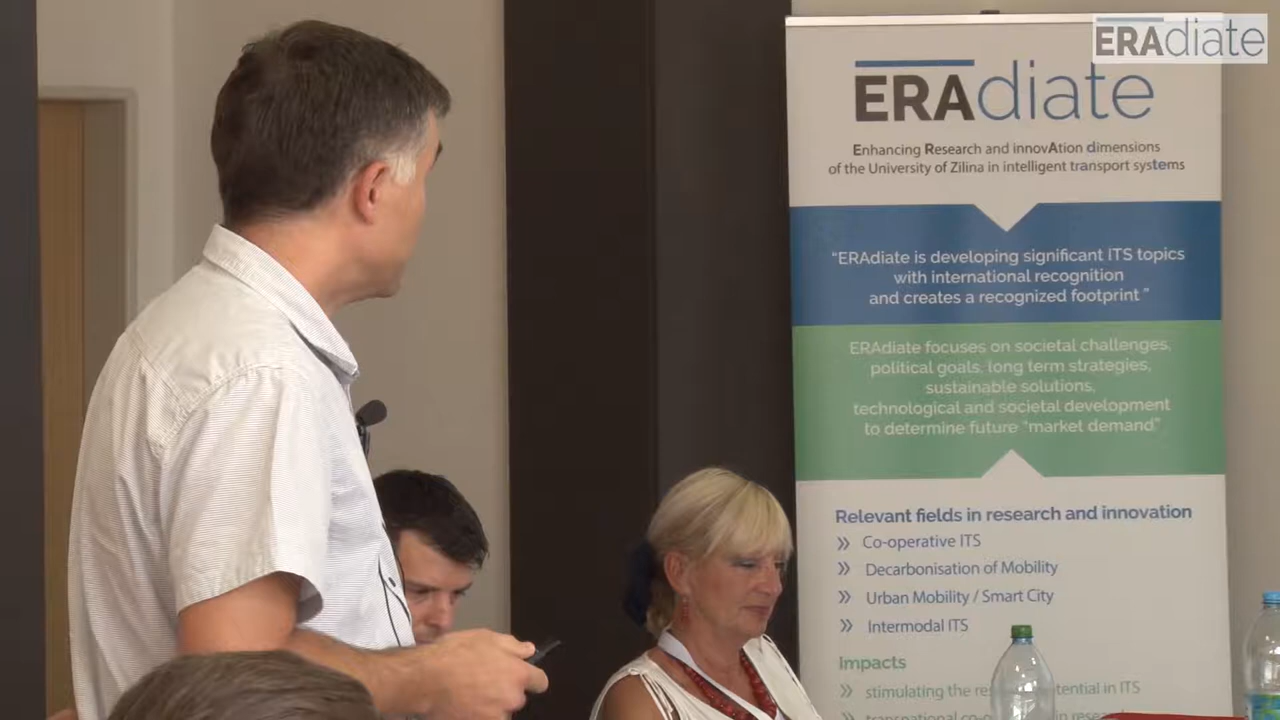 ERAdiate
ERAdiate
Enhancing Research and innovAtion dimensions
of the University of Zilina in intelligent transport systems
“ERAdiate is developing significant ITS topics
with international recognition
and creates a recognized footprint ”
ERAdiate focuses on societal challenges,
political goals, long term strategies,
sustainable solutions,
technological and societal development
to determine future “market demand”
Relevant fields in research and innovation
» Co-operative ITS
» Decarbonisation of Mobility
» Urban Mobility / Smart City
» Intermodal ITS
Impacts
» stimulating the in ITS
» transnational